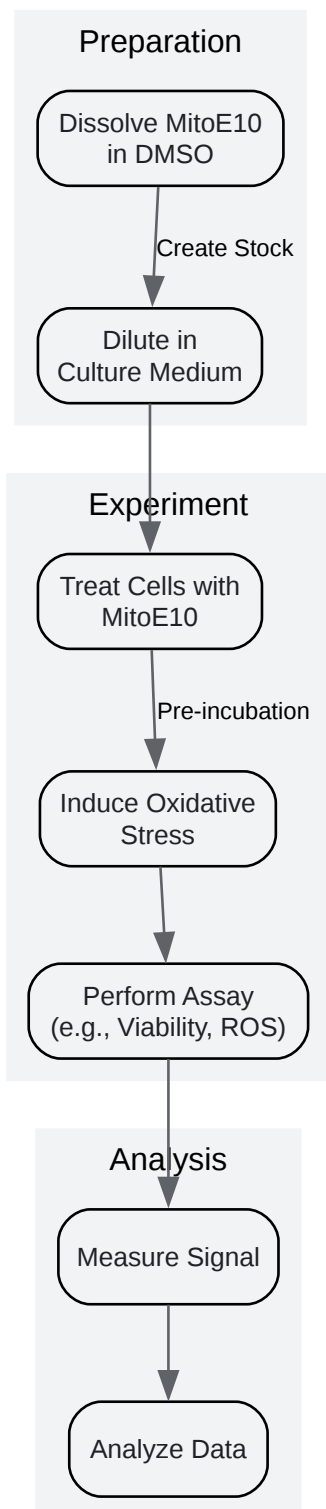 Preparation
Dissolve MitoE10
in DMSO
Create Stock
Dilute in
Culture Medium
Experiment
Treat Cells with
MitoE10
Pre-incubation
Induce Oxidative
Stress
Perform Assay
(e.g., Viability, ROS)
Analysis
Measure Signal
Analyze Data